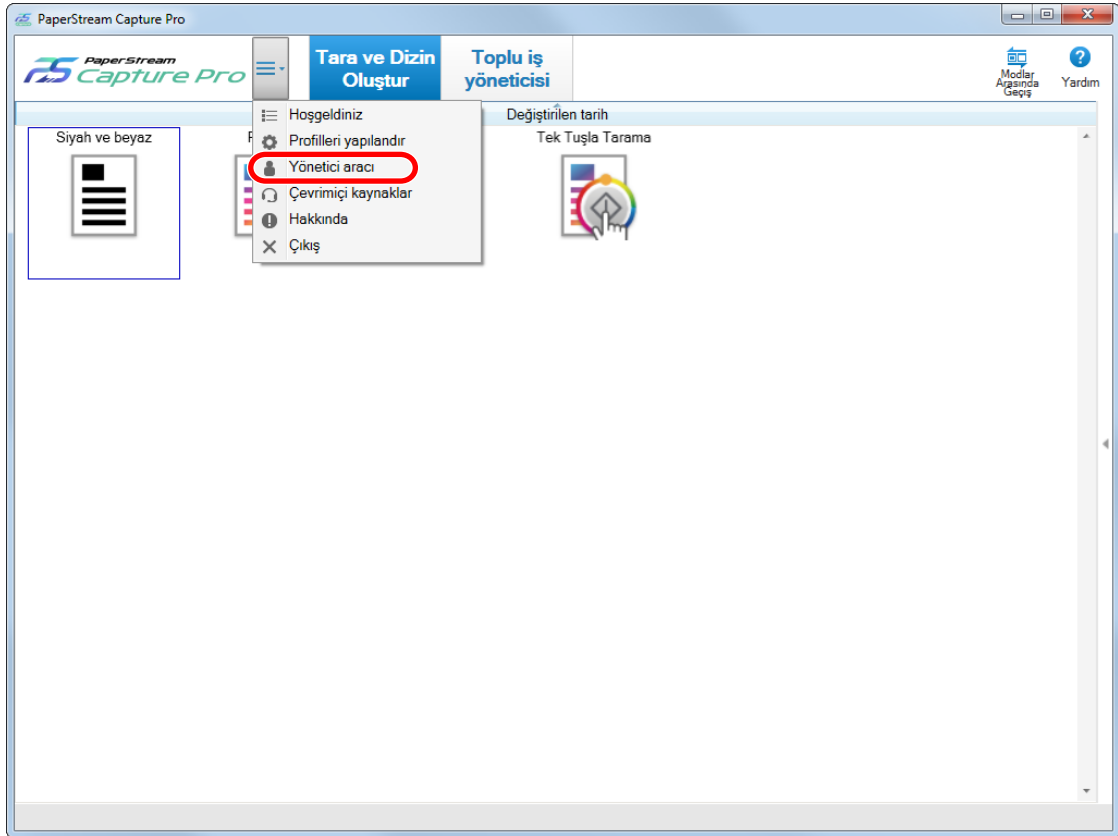 PaperStream Capture Pro
PaperStream
Capture Pro
Tara ve Dizin
Oluştur
Toplu iş
yöneticisi
Modlar
Arasında
Geçiş
Yardım
Hoşgeldiniz
Profilleri yapılandır
Yönetici aracı
Çevrimiçi kaynaklar
Hakkında
Çıkış
Değiştirilen tarih
Siyah ve beyaz
Tek Tuşla Tarama